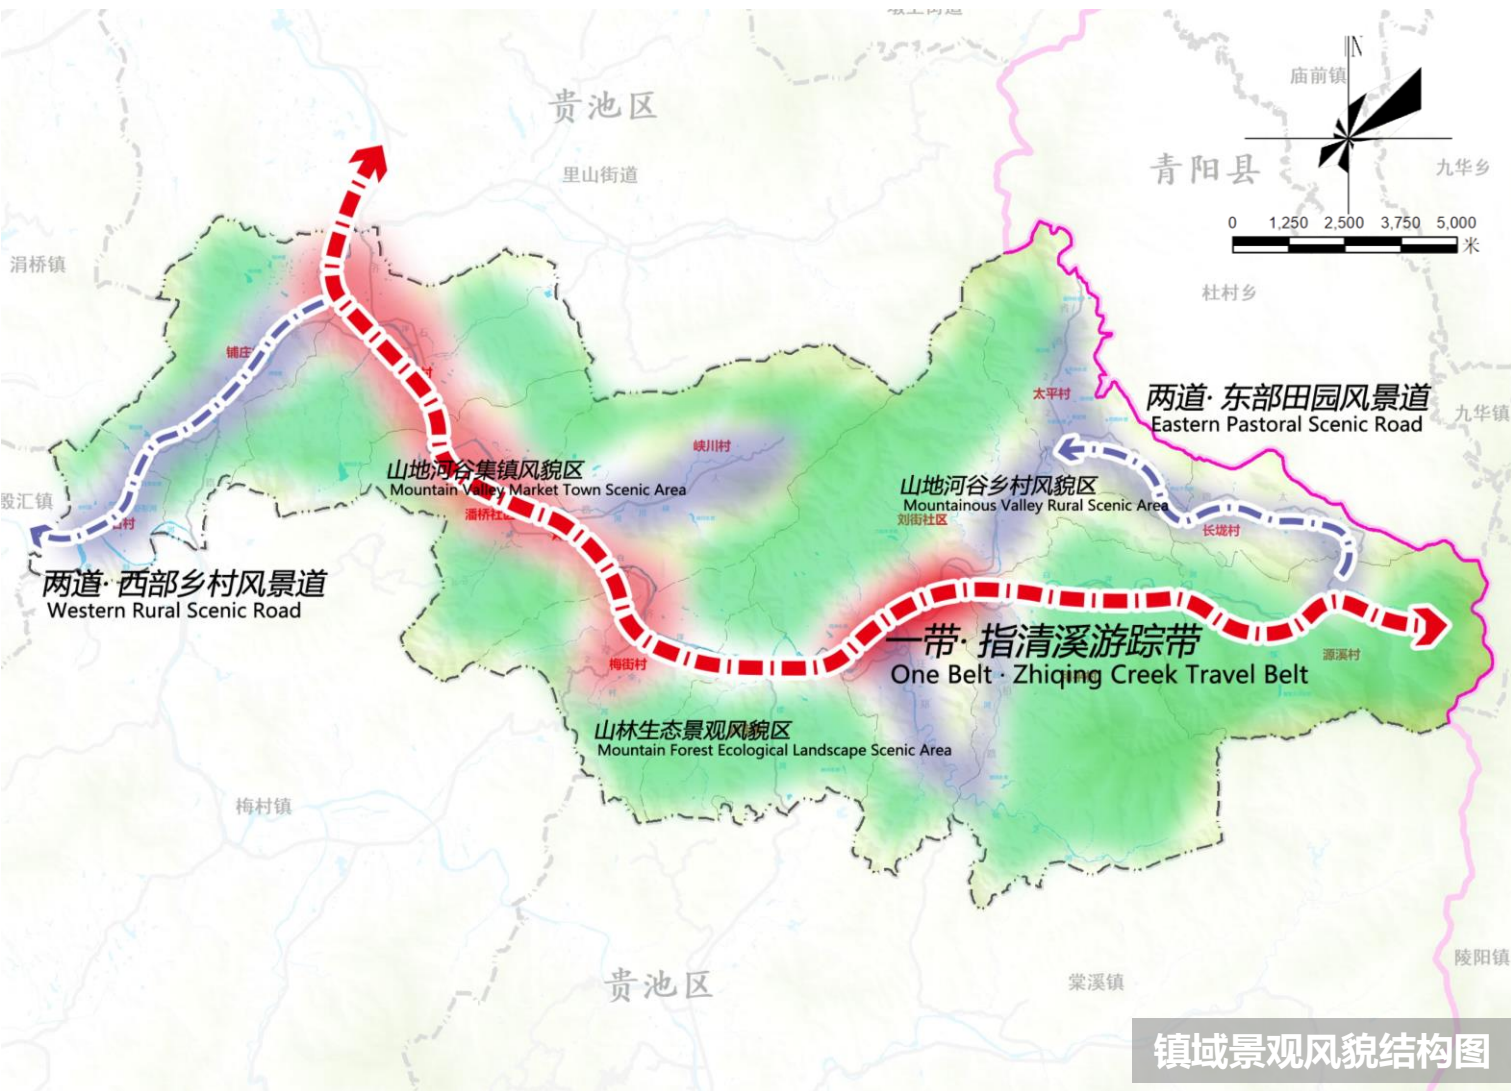 贵池区
里山街道
涓桥镇
N
庙前镇
青阳县
九华乡
0 1,250 2,500 3,750 5,000
米
杜村乡
九华镇
铺庄
太平村
两道·东部田园风景道
Eastern Pastoral Scenic Road
峡川村
山地河谷集镇风貌区
Mountain Valley Market Town Scenic Area
潘桥社区
山地河谷乡村风貌区
Mountainous Valley Rural Scenic Area
刘街社区
长垅村
殷汇镇
两道·西部乡村风景道
Western Rural Scenic Road
一带·指清溪游踪带
One Belt · Zhiqing Creek Travel Belt
梅街村
源溪村
山林生态景观风貌区
Mountain Forest Ecological Landscape Scenic Area
梅村镇
贵池区
棠溪镇
陵阳镇
镇域景观风貌结构图